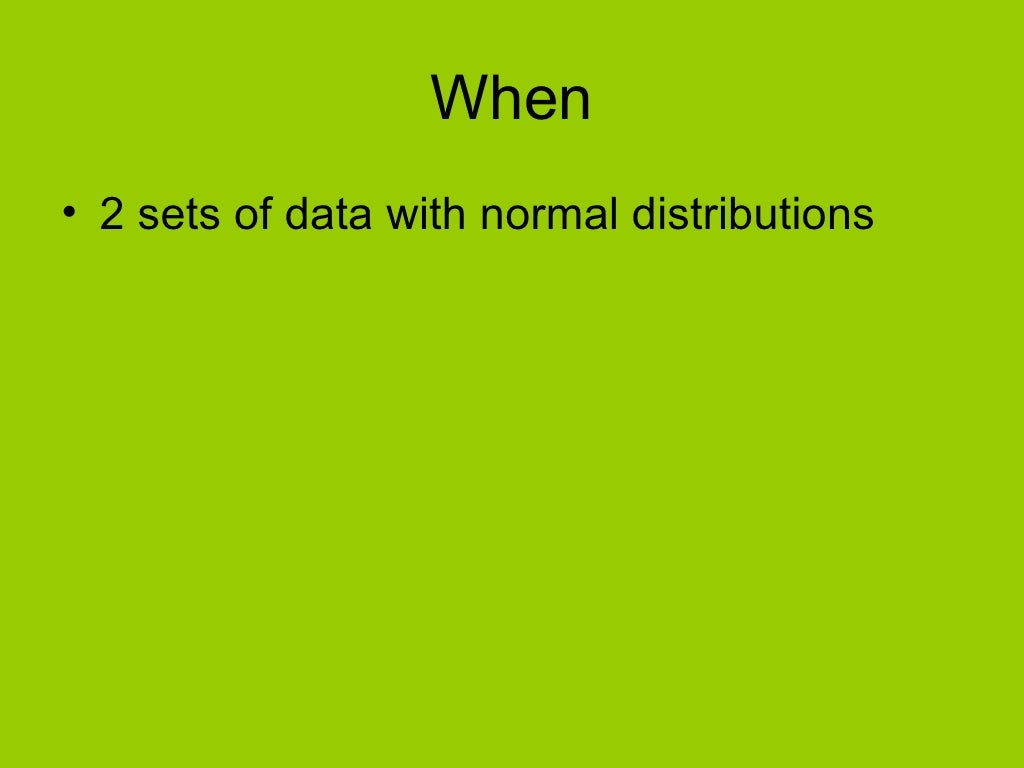 When
• 2 sets of data with normal distributions